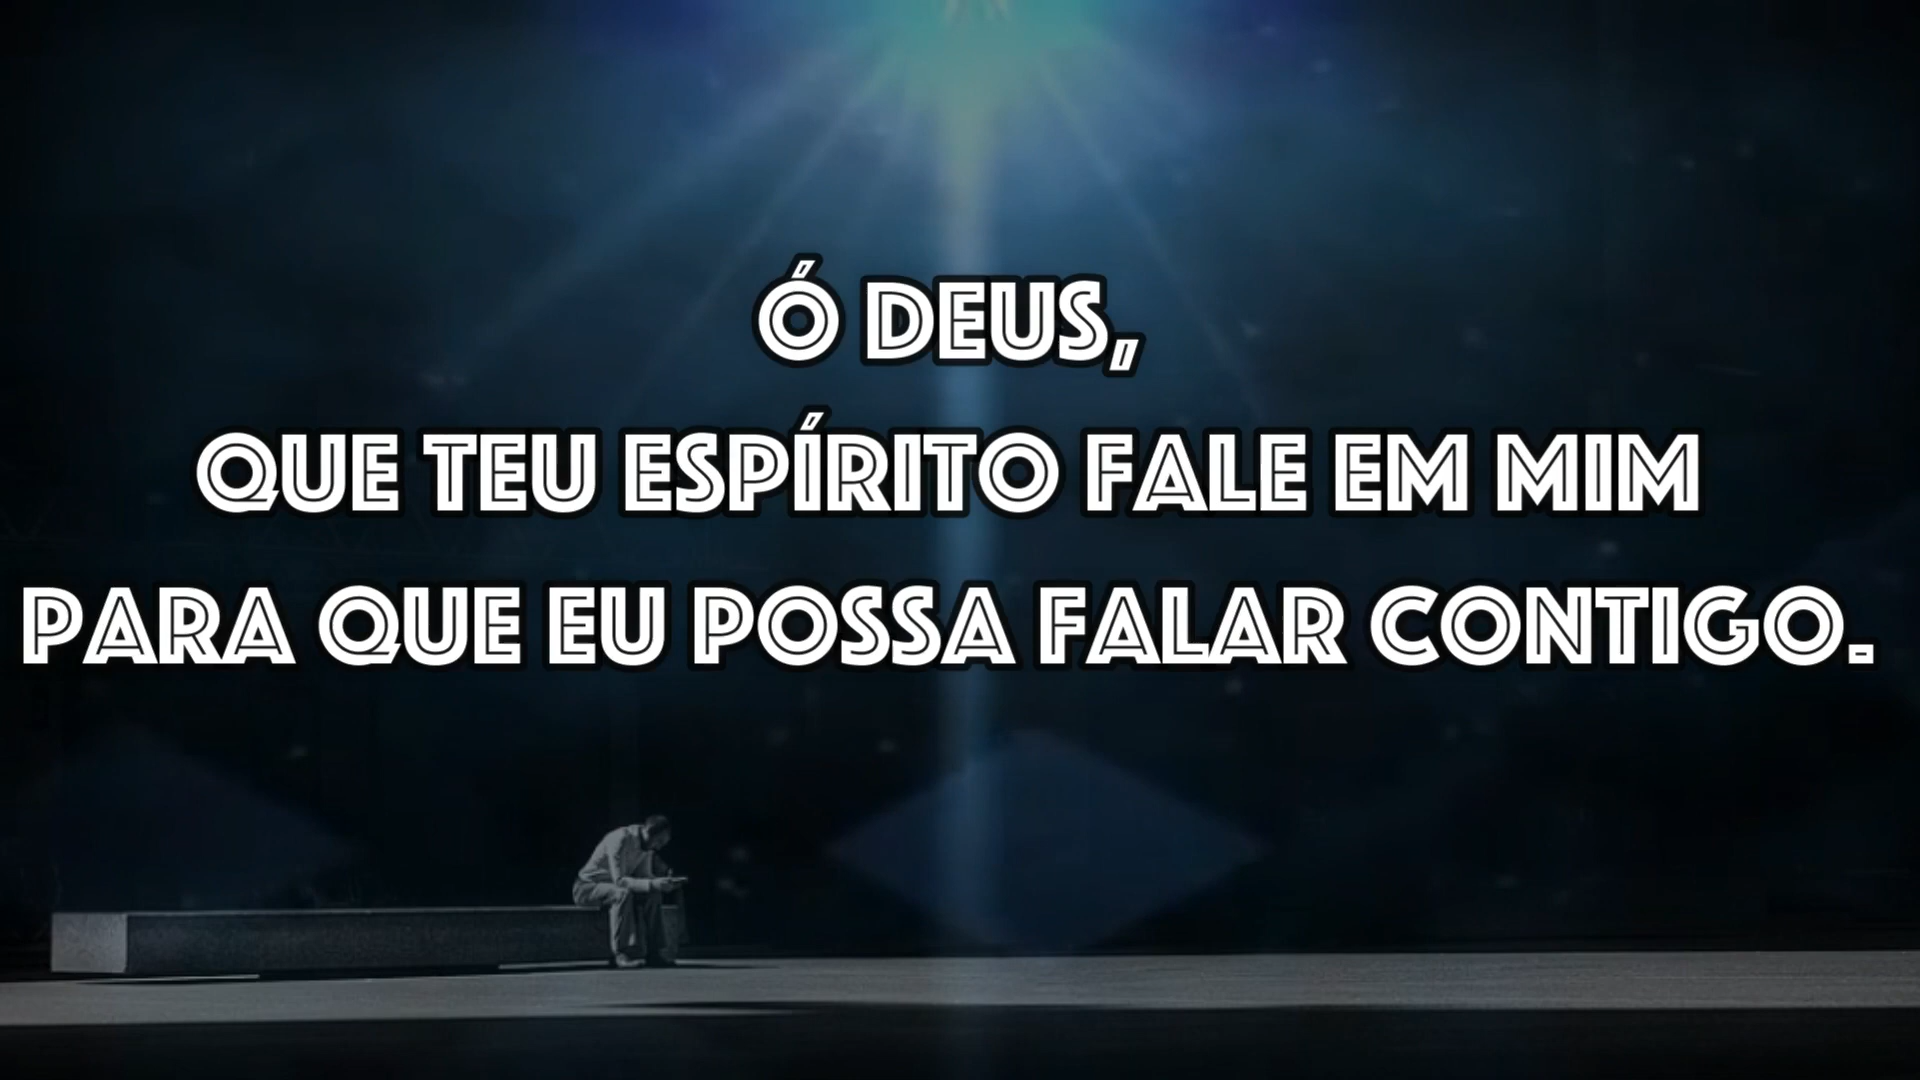 Ó DEUS,
QUE TEU ESPÍRITO FALE EM MIM
PARA QUE EU POSSA FALAR CONTIGO.